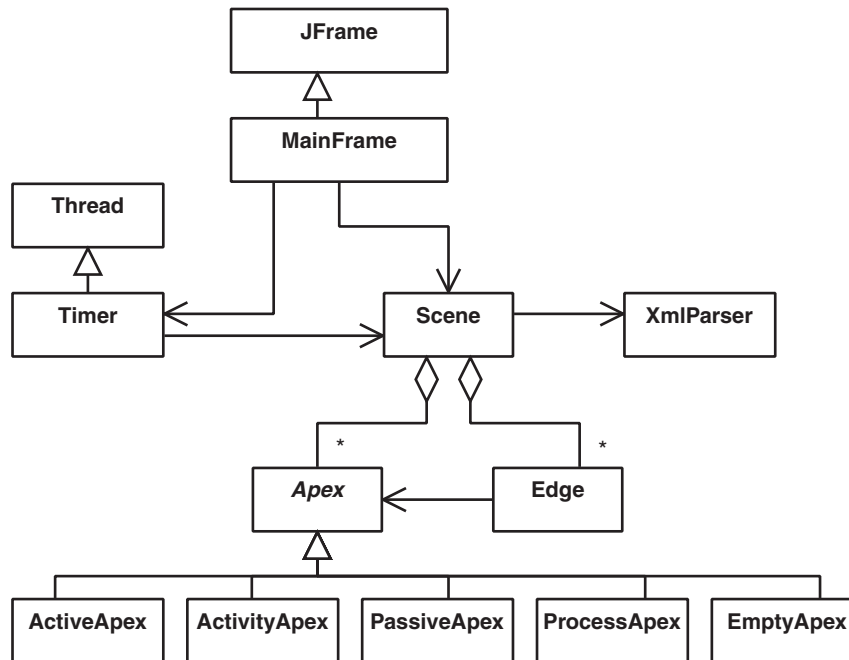 JFrame
MainFrame
Thread
Timer
Scene
XmlParser
*
*
Apex
Edge
ActiveApex
ActivityApex
PassiveApex
ProcessApex
EmptyApex